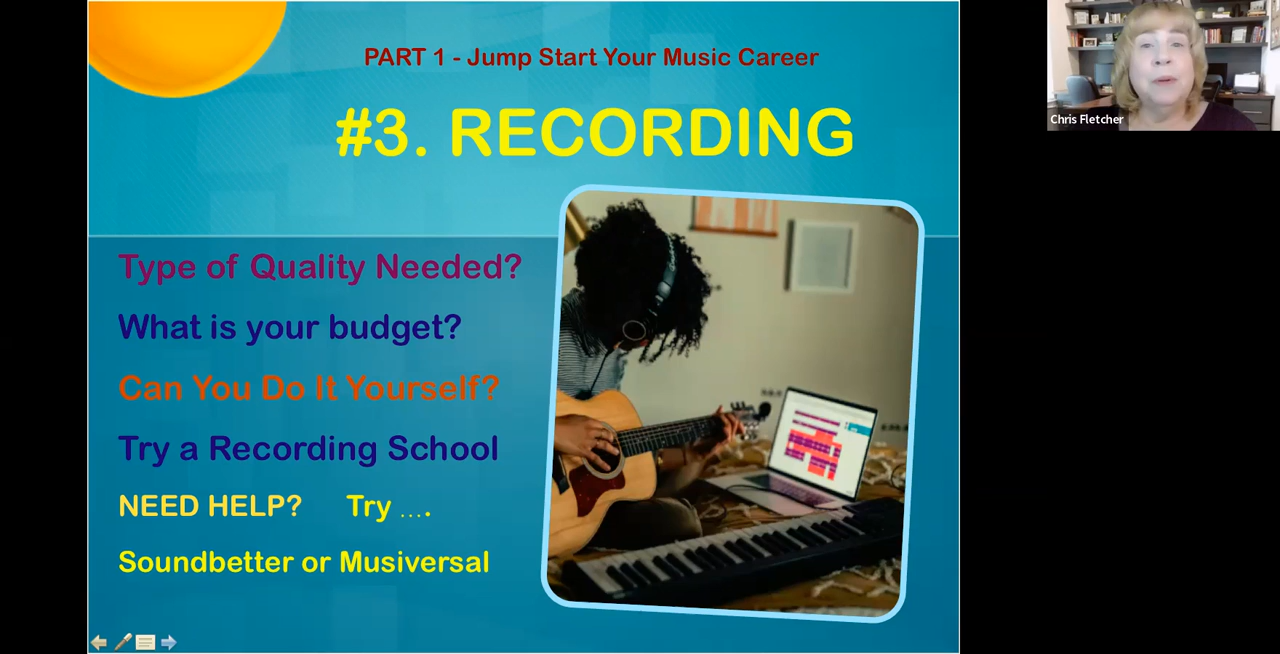 PART 1 - Jump Start Your Music Career
#3. RECORDING
Type of Quality Needed?
What is your budget?
Can You Do It Yourself?
Try a Recording School
NEED HELP? Try ....
Soundbetter or Musiversal
Chris Fletcher